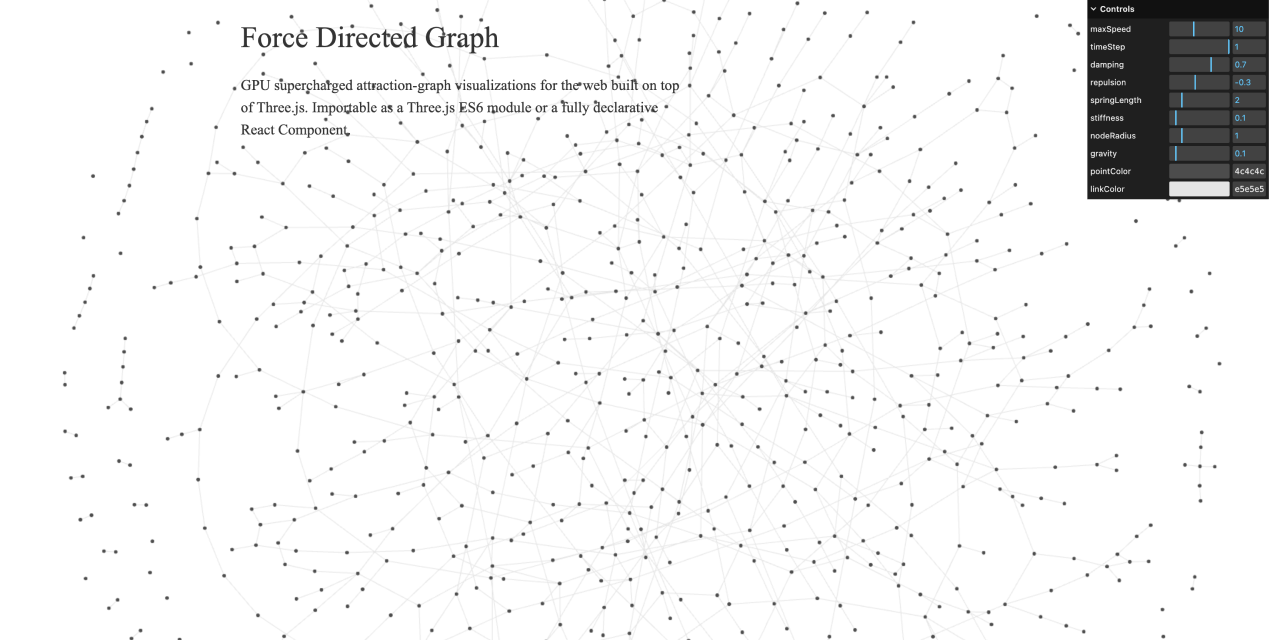 Force Directed Graph
GPU supercharged attraction-graph visualizations for the web built on top
of Three.js. Importable as a Three.js ES6 module or a fully declarative
React Component.
Controls
maxSpeed 10
timeStep 1
damping 0.7
repulsion -0.3
springLength 2
stiffness 0.1
nodeRadius 1
gravity 0.1
pointColor 4c4c4c
linkColor e5e5e5